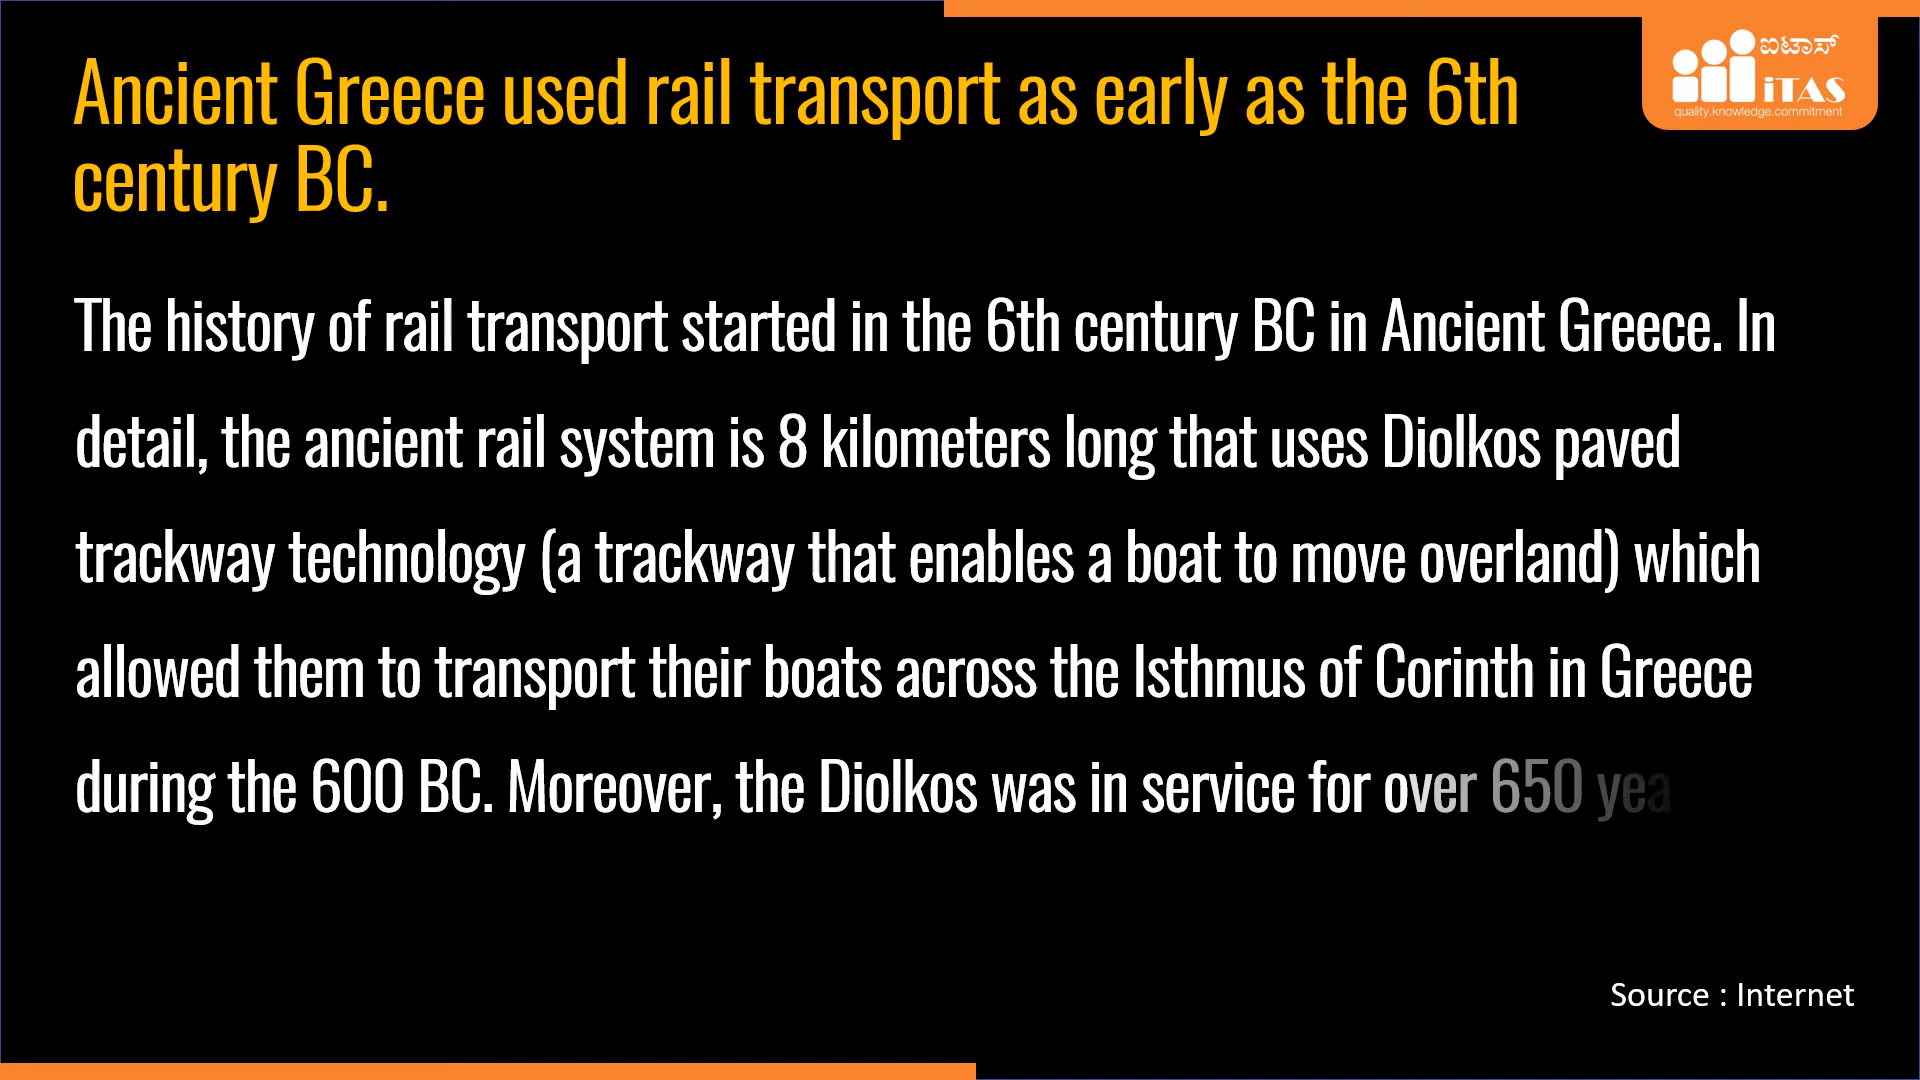 Ancient Greece used rail transport as early as the 6th
century BC.
ಐಟಾಸ್
iTAS
quality.knowledge.commitment
The history of rail transport started in the 6th century BC in Ancient Greece. In
detail, the ancient rail system is 8 kilometers long that uses Diolkos paved
trackway technology (a trackway that enables a boat to move overland) which
allowed them to transport their boats across the Isthmus of Corinth in Greece
during the 600 BC. Moreover, the Diolkos was in service for over 650 yea
Source : Internet